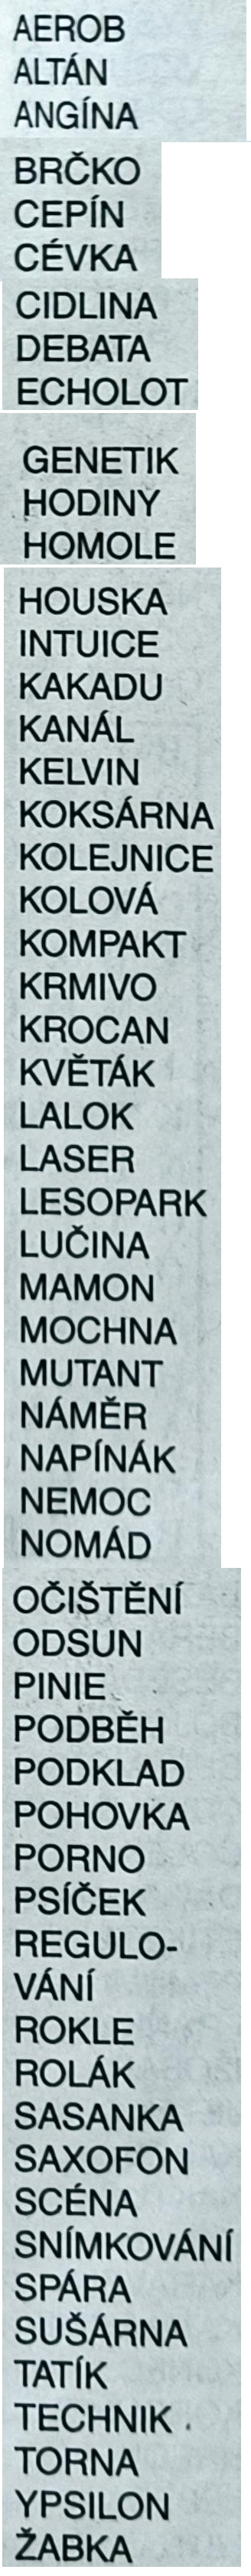 AEROB
ALTÁN
ANGÍNA
BRČKO
CEPÍN
CÉVKA
CIDLINA
DEBATA
ECHOLOT
GENETIK
HODINY
HOMOLE
HOUSKA
INTUICE
KAKADU
KANÁL
KELVIN
KOKSÁRNA
KOLEJNICE
KOLOVÁ
KOMPAKT
KRMIVO
KROCAN
KVĚTÁK
LALOK
LASER
LESOPARK
LUČINA
MAMON
MOCHNA
MUTANT
NÁMĚR
NAPÍNÁK
NEMOC
NOMÁD
OČIŠTĚNÍ
ODSUN
PINIE
PODBĚH
PODKLAD
POHOVKA
PORNO
PSÍČEK
REGULO-
VÁNÍ
ROKLE
ROLÁK
SASANKA
SAXOFON
SCÉNA
SNÍMKOVÁNÍ
SPÁRA
SUŠÁRNA
TATÍK
TECHNIK
TORNA
YPSILON
ŽABKA